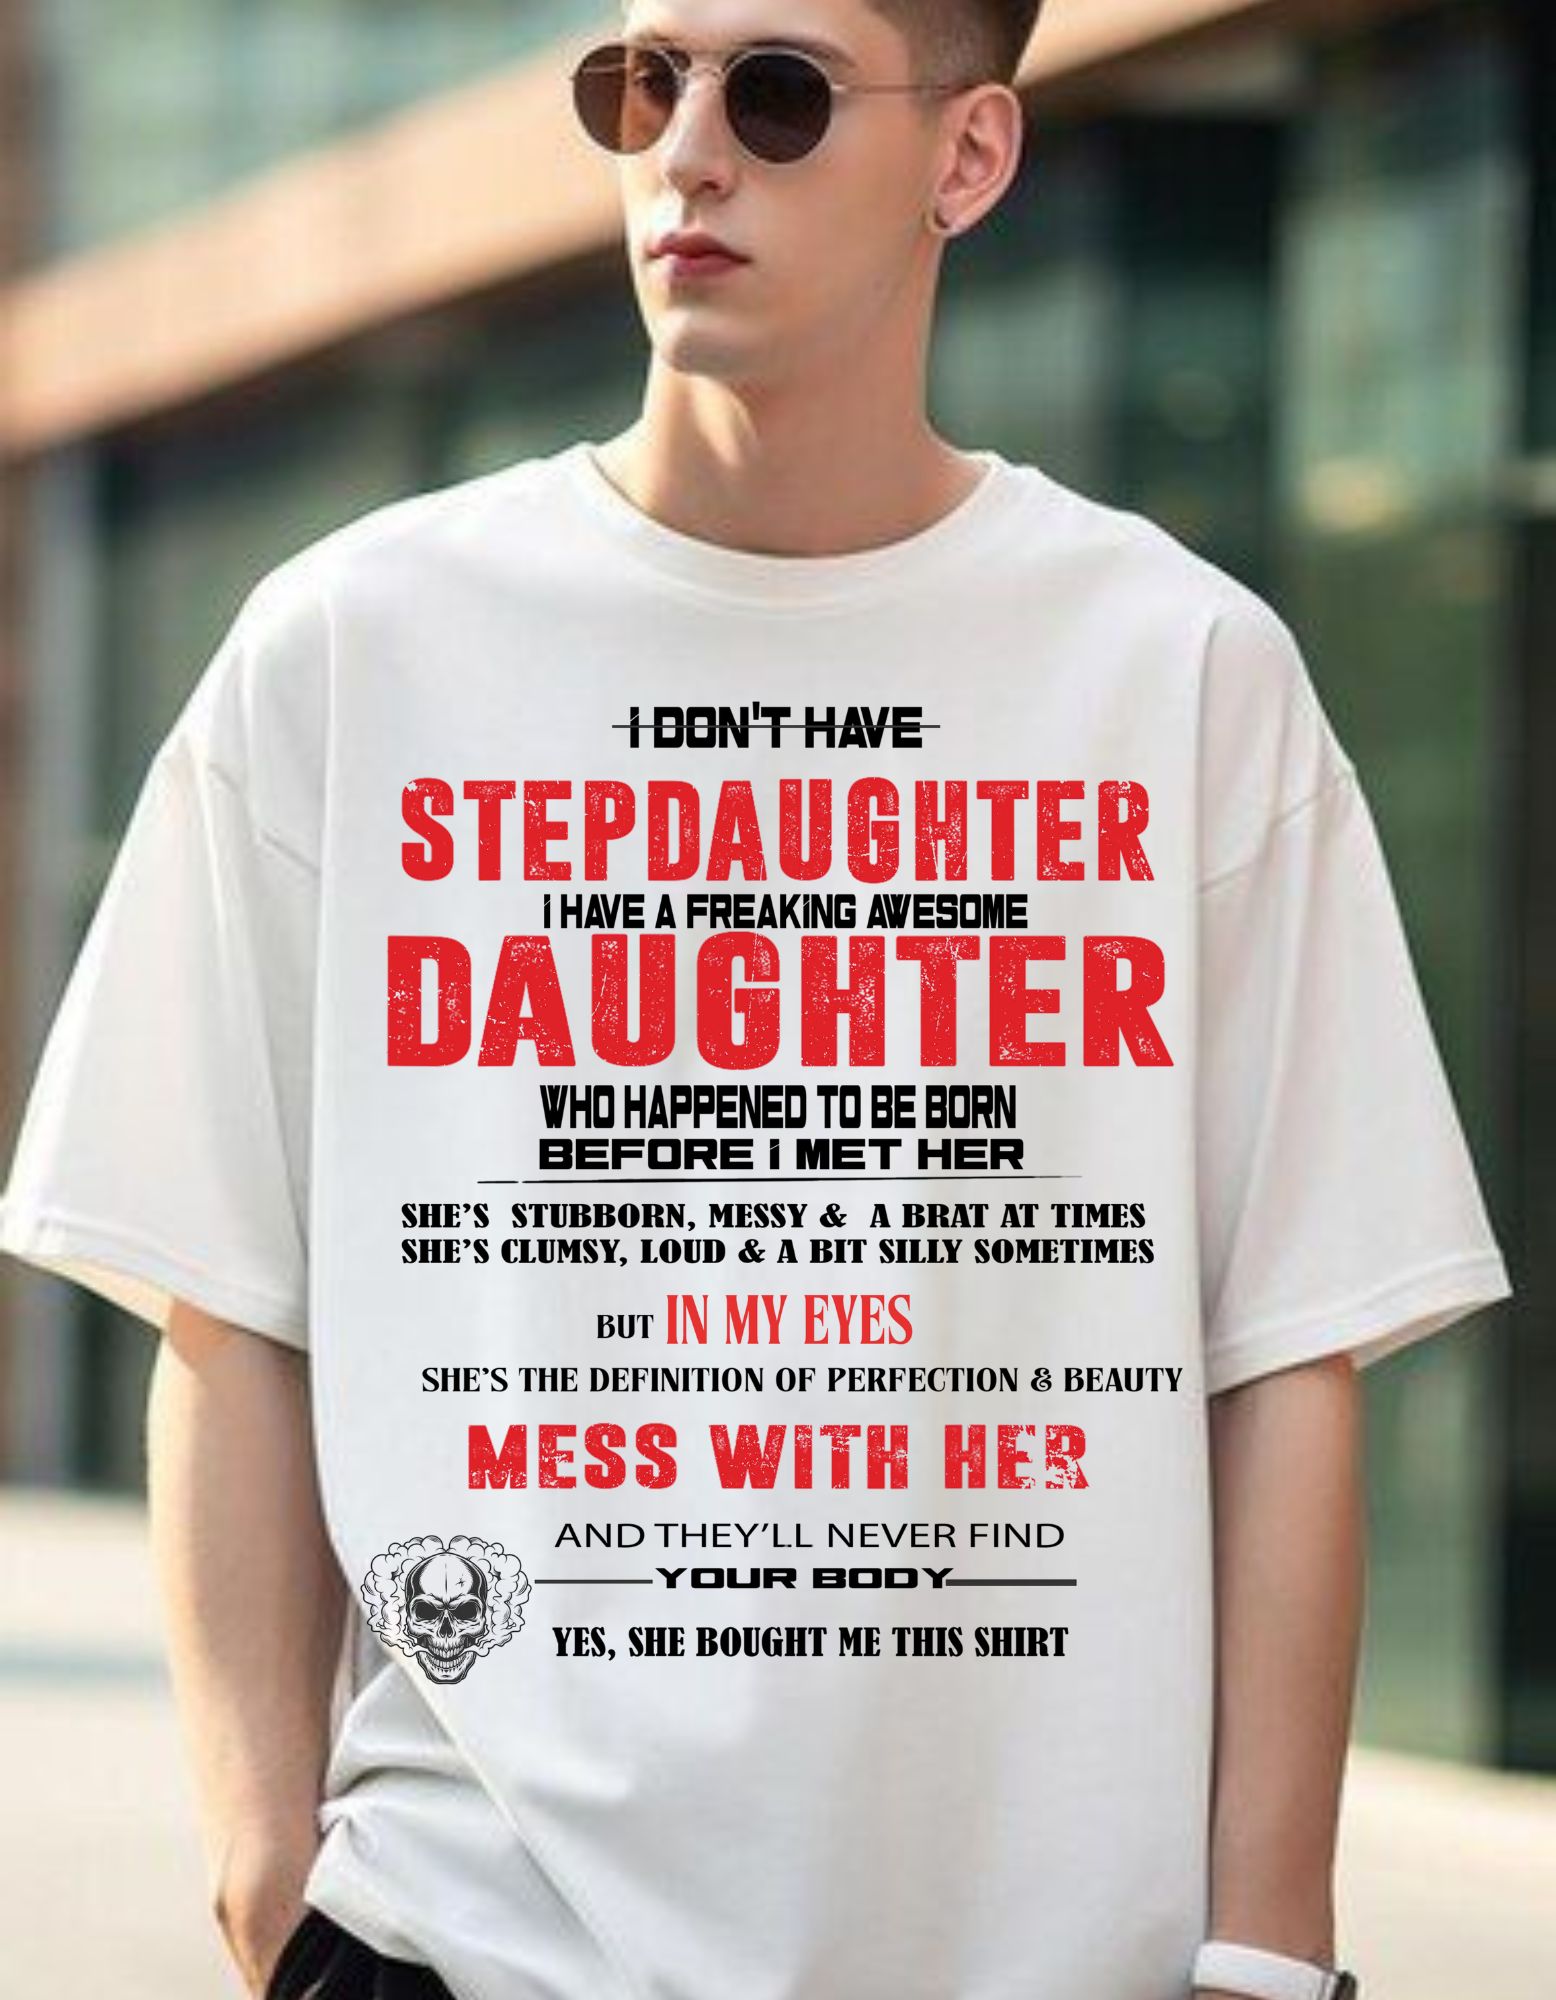 I DON'T HAVE
STEPDAUGHTER
I HAVE A FREAKING AWESOME
DAUGHTER
WHO HAPPENED TO BE BORN
BEFORE I MET HER
SHE'S STUBBORN, MESSY & A BRAT AT TIMES
SHE'S CLUMSY, LOUD & A BIT SILLY SOMETIMES
BUT IN MY EYES
SHE'S THE DEFINITION OF PERFECTION & BEAUTY
MESS WITH HER
AND THEY'LL NEVER FIND
YOUR BODY
YES, SHE BOUGHT ME THIS SHIRT